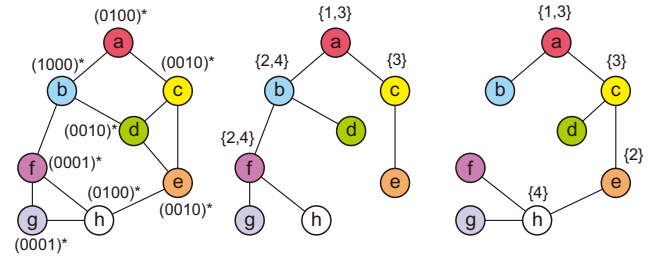 (0100)*
a
(1000)*
(0010)*
b
c
(0010)*
d
f
(0001)*
(0100)*
e
(0010)*
g
h
(0001)*
{1,3}
a
{2,4}
{3}
b
c
d
{2,4}
f
e
g
h
{1,3}
a
{3}
b
c
d
{2}
f
e
{4}
g
h